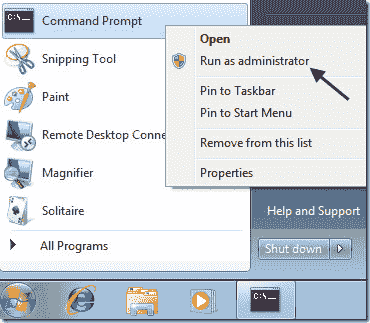 Command Prompt
Snipping Tool
Paint
Remote Desktop Conne
Magnifier
Solitaire
All Programs
Open
Run as administrator
Pin to Taskbar
Pin to Start Menu
Remove from this list
Properties
Help and Support
Shut down
C:\_
C:\_